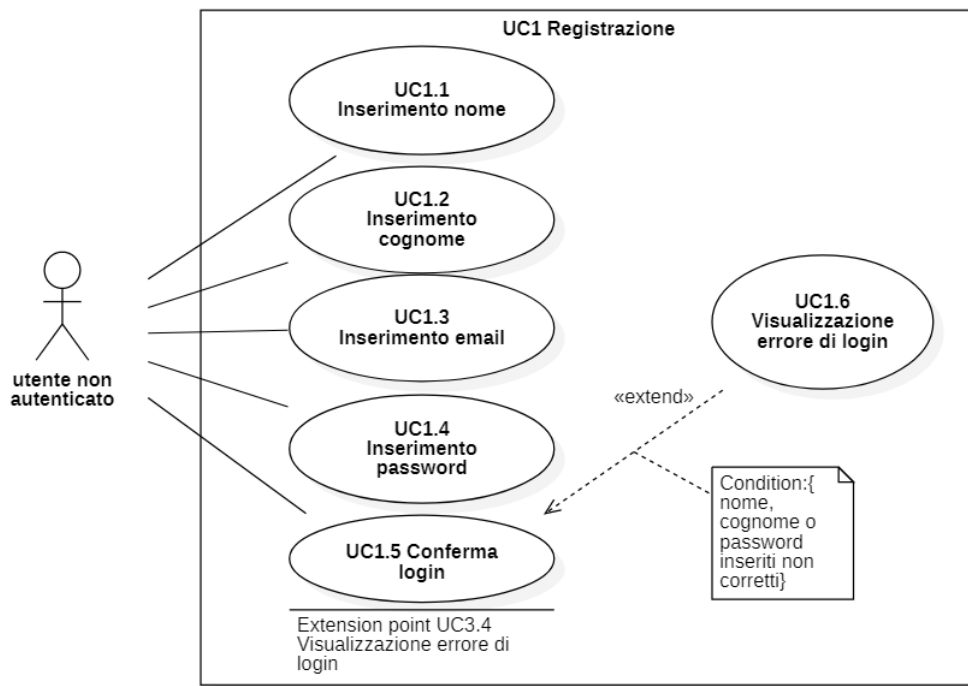 UC1 Registrazione
UC1.1
Inserimento nome
UC1.2
Inserimento
cognome
UC1.3
Inserimento email
UC1.6
Visualizzazione
errore di login
utente non
autenticato
«extend»
UC1.4
Inserimento
password
Condition:{
nome,
cognome o
password
inseriti non
corretti}
UC1.5 Conferma
login
Extension point UC3.4
Visualizzazione errore di
login